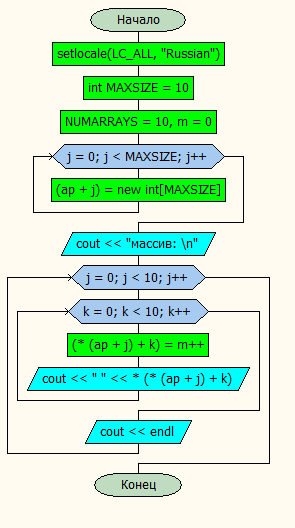 Начало
setlocale(LC_ALL, "Russian")
int MAXSIZE = 10
NUMARRAYS = 10, m = 0
j = 0; j < MAXSIZE; j++
(ap + j) = new int[MAXSIZE]
cout << "массив: \n"
j = 0; j < 10; j++
k = 0; k < 10; k++
(* (ap + j) + k) = m++
cout << " " << * (* (ap + j) + k)
cout << endl
Конец